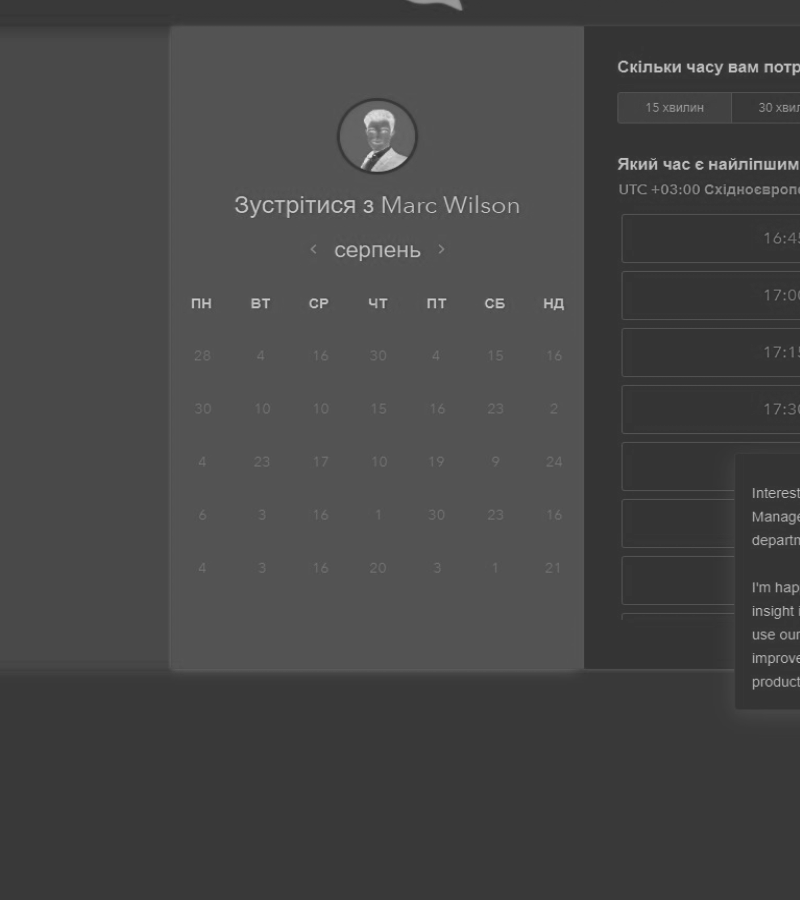 Зустрітися з Marc Wilson
< серпень >
ПН ВТ СР ЧТ ПТ СБ НД
28 4 16 30 4 15 16
30 10 10 15 16 23 2
4 23 17 10 19 9 24
6 3 16 1 30 23 16
4 3 16 20 3 1 21
Скільки часу вам потр
15 хвилин 30 хвил
Який час є найліпшим
UTC +03:00 Східноєвропе
16:45
17:00
17:15
17:30
Interest
Manage
departm
I'm hap
insight i
use our
improve
product